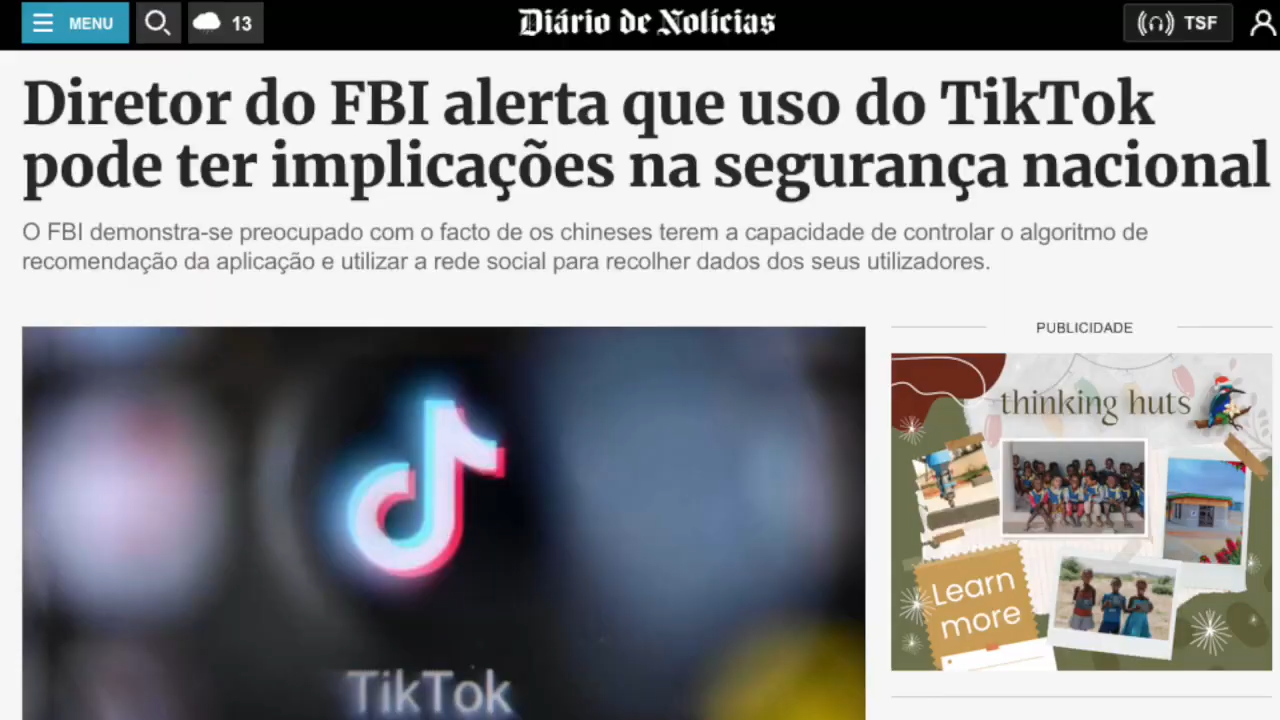 MENU
13
Diário de Notícias
TSF
Diretor do FBI alerta que uso do TikTok
pode ter implicações na segurança nacional
O FBI demonstra-se preocupado com o facto de os chineses terem a capacidade de controlar o algoritmo de
recomendação da aplicação e utilizar a rede social para recolher dados dos seus utilizadores.
PUBLICIDADE
thinking huts
Learn
more
TikTok